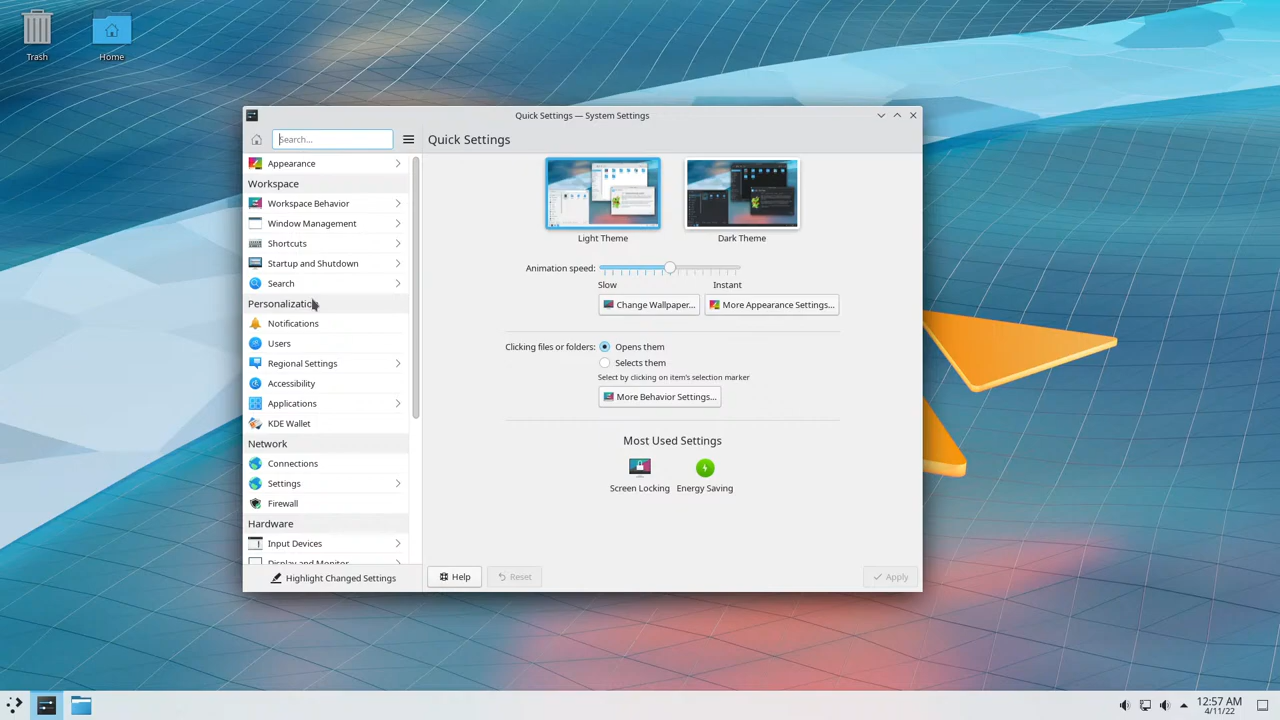 Trash
Home
Quick Settings — System Settings
Search...
Quick Settings
Appearance
Workspace
Workspace Behavior
Window Management
Shortcuts
Startup and Shutdown
Search
Personalization
Notifications
Users
Regional Settings
Accessibility
Applications
KDE Wallet
Network
Connections
Settings
Firewall
Hardware
Input Devices
Display and Monitor
Highlight Changed Settings
Light Theme
Dark Theme
Animation speed:
Slow
Instant
Change Wallpaper...
More Appearance Settings...
Clicking files or folders:
Opens them
Selects them
Select by clicking on item's selection marker
More Behavior Settings...
Most Used Settings
Screen Locking
Energy Saving
Help
Reset
Apply
12:57 AM
4/11/22